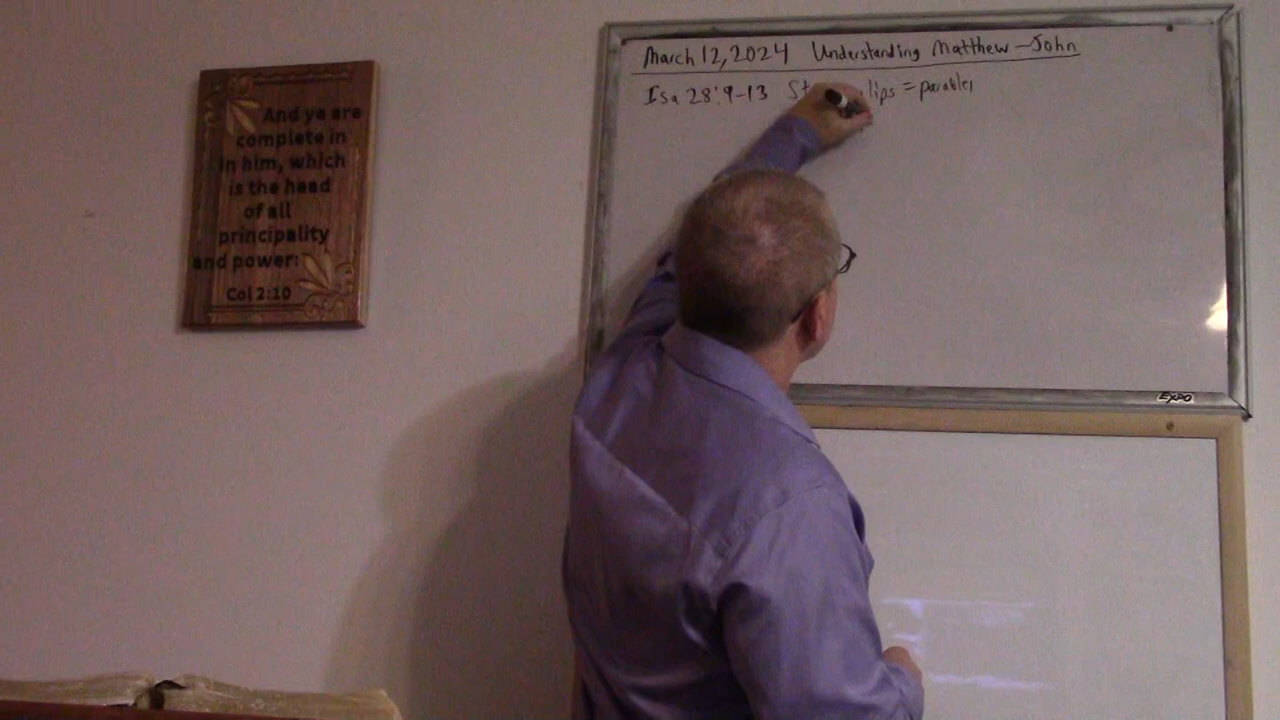 And ye are
complete in
in him, which
is the head
of all
principality
and power:
Col 2:10
March 12, 2024 Understanding Matthew - John
Isa 28:9-13 lips = parables
EXPO